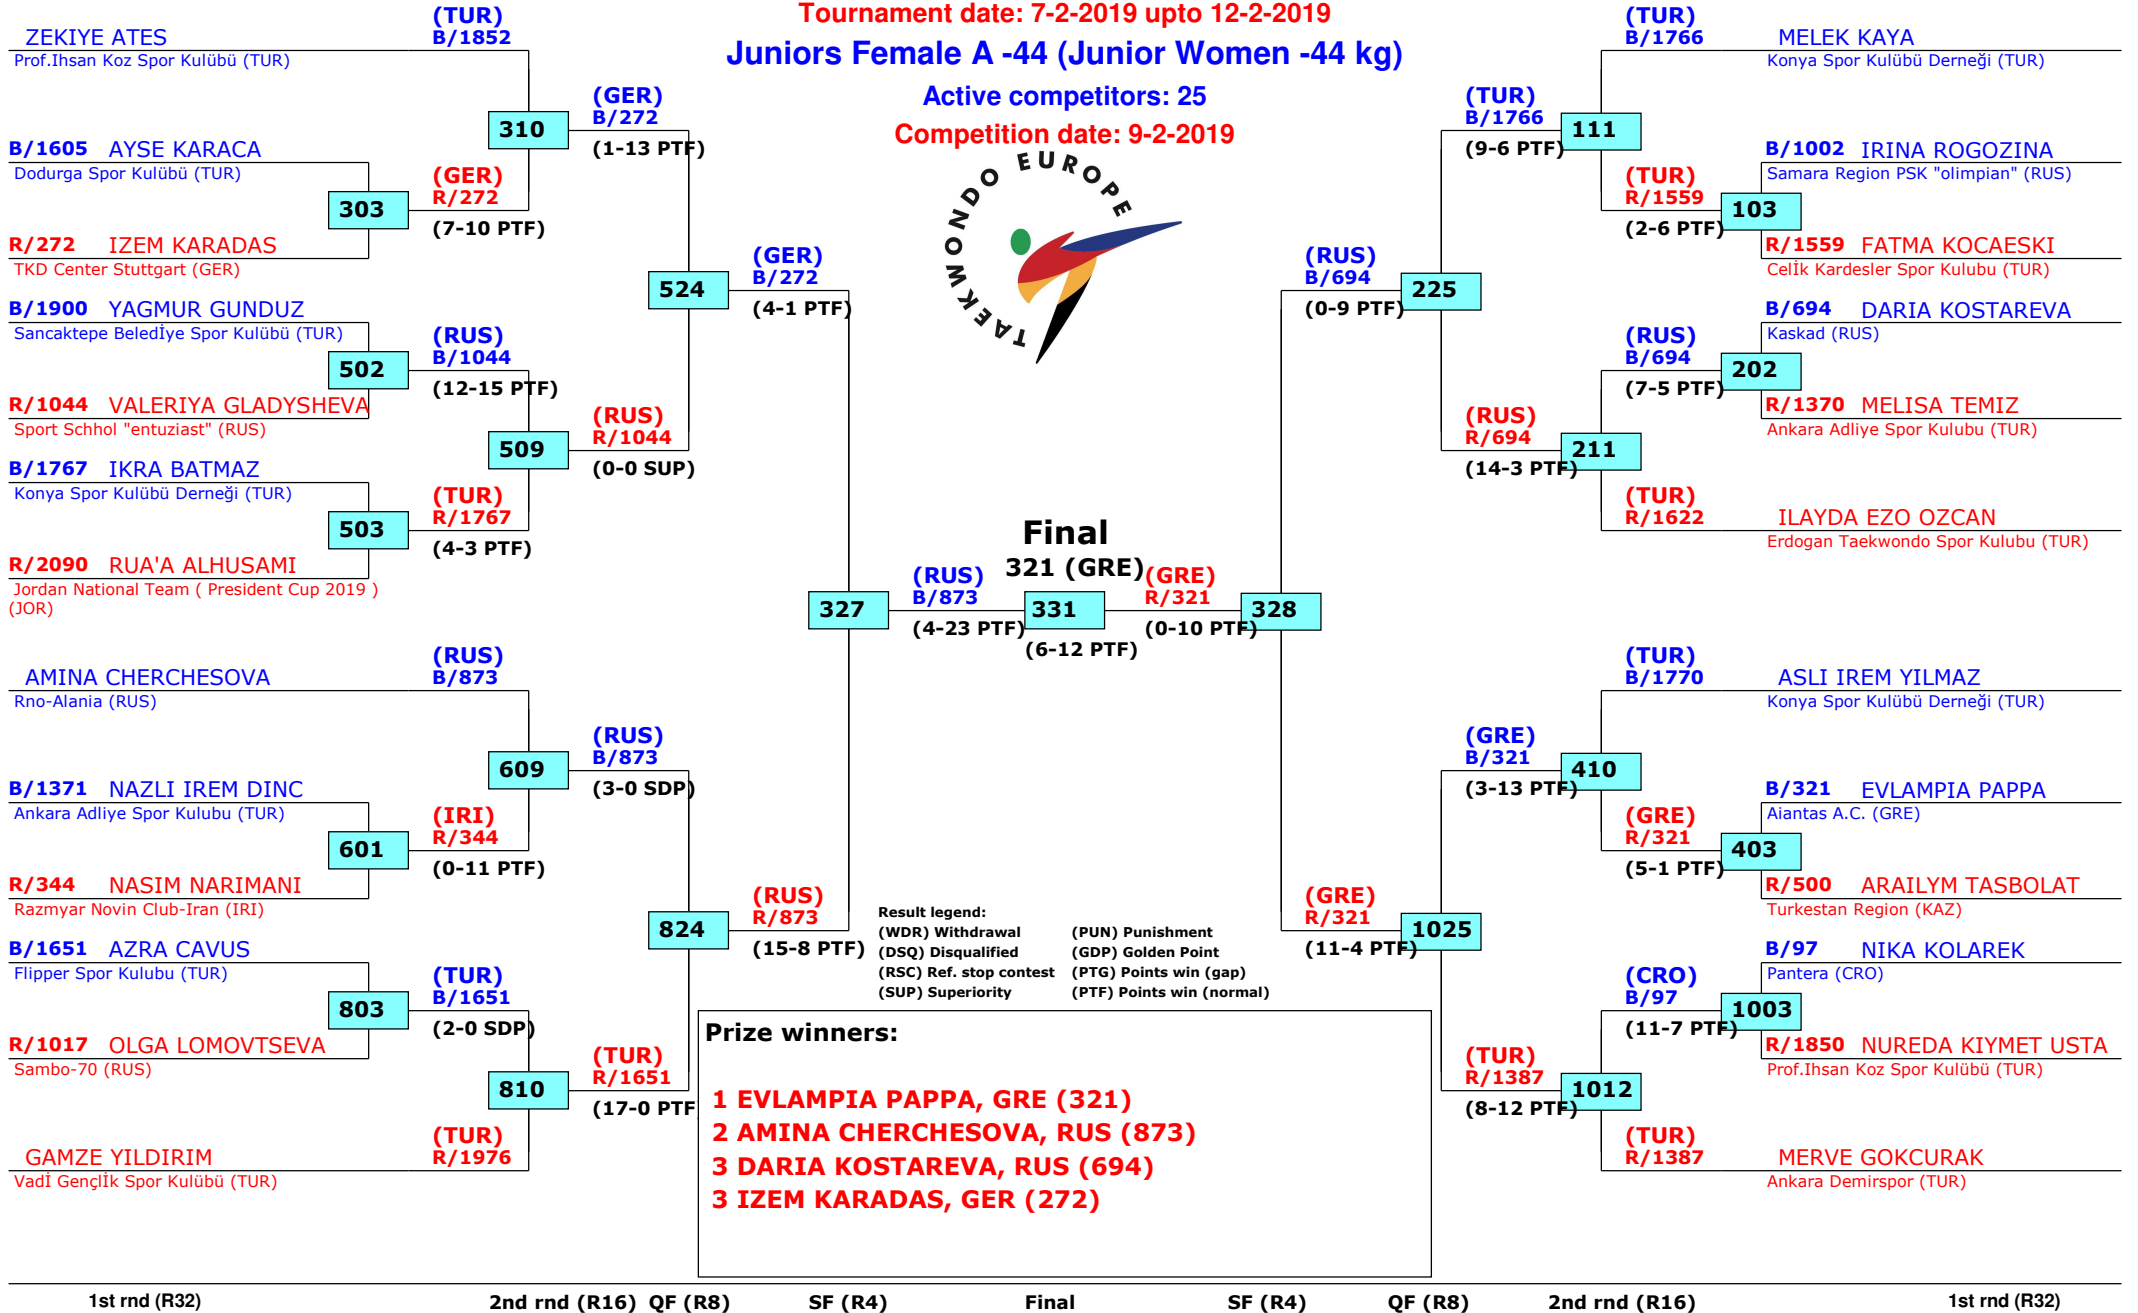 Tournament date: 7-2-2019 upto 12-2-2019
Juniors Female A -44 (Junior Women -44 kg)
Active competitors: 25
Competition date: 9-2-2019
TAEKWONDO EUROPE
(TUR)
B/1852
ZEKIYE ATES
Prof.Ihsan Koz Spor Kulübü (TUR)
310
(GER)
B/272
(1-13 PTF)
B/1605 AYSE KARACA
Dodurga Spor Kulübü (TUR)
303
(GER)
R/272
(7-10 PTF)
R/272 IZEM KARADAS
TKD Center Stuttgart (GER)
524
(GER)
B/272
(4-1 PTF)
B/1900 YAGMUR GUNDUZ
Sancaktepe Beledİye Spor Kulübü (TUR)
502
(RUS)
B/1044
(12-15 PTF)
R/1044 VALERIYA GLADYSHEVA
Sport Schhol "entuziast" (RUS)
509
(RUS)
R/1044
(0-0 SUP)
B/1767 IKRA BATMAZ
Konya Spor Kulübü Derneği (TUR)
503
(TUR)
R/1767
(4-3 PTF)
R/2090 RUA'A ALHUSAMI
Jordan National Team ( President Cup 2019 )
(JOR)
327
(RUS)
B/873
(4-23 PTF)
(RUS)
B/873
AMINA CHERCHESOVA
Rno-Alania (RUS)
609
(RUS)
B/873
(3-0 SDP)
B/1371 NAZLI IREM DINC
Ankara Adliye Spor Kulubu (TUR)
601
(IRI)
R/344
(0-11 PTF)
R/344 NASIM NARIMANI
Razmyar Novin Club-Iran (IRI)
824
(RUS)
R/873
(15-8 PTF)
B/1651 AZRA CAVUS
Flipper Spor Kulubu (TUR)
803
(TUR)
B/1651
(2-0 SDP)
R/1017 OLGA LOMOVTSEVA
Sambo-70 (RUS)
810
(TUR)
R/1651
(17-0 PTF
(TUR)
R/1976
GAMZE YILDIRIM
Vadİ Gençlİk Spor Kulübü (TUR)
Final
321 (GRE)
331
(6-12 PTF)
(GRE)
R/321
(0-10 PTF)
328
(TUR)
B/1766
MELEK KAYA
Konya Spor Kulübü Derneği (TUR)
(TUR)
B/1766
(9-6 PTF)
111
B/1002 IRINA ROGOZINA
Samara Region PSK "olimpian" (RUS)
(TUR)
R/1559
(2-6 PTF)
103
R/1559 FATMA KOCAESKI
Celİk Kardesler Spor Kulubu (TUR)
(RUS)
B/694
(0-9 PTF)
225
B/694 DARIA KOSTAREVA
Kaskad (RUS)
(RUS)
B/694
(7-5 PTF)
202
R/1370 MELISA TEMIZ
Ankara Adliye Spor Kulubu (TUR)
(RUS)
R/694
(14-3 PTF)
211
(TUR)
R/1622
ILAYDA EZO OZCAN
Erdogan Taekwondo Spor Kulubu (TUR)
(TUR)
B/1770
ASLI IREM YILMAZ
Konya Spor Kulübü Derneği (TUR)
(GRE)
B/321
(3-13 PTF)
410
B/321 EVLAMPIA PAPPA
Aiantas A.C. (GRE)
(GRE)
R/321
(5-1 PTF)
403
R/500 ARAILYM TASBOLAT
Turkestan Region (KAZ)
(GRE)
R/321
(11-4 PTF)
1025
B/97 NIKA KOLAREK
Pantera (CRO)
(CRO)
B/97
(11-7 PTF)
1003
R/1850 NUREDA KIYMET USTA
Prof.Ihsan Koz Spor Kulübü (TUR)
(TUR)
R/1387
(8-12 PTF)
1012
(TUR)
R/1387
MERVE GOKCURAK
Ankara Demirspor (TUR)
Result legend:
(WDR) Withdrawal (PUN) Punishment
(DSQ) Disqualified (GDP) Golden Point
(RSC) Ref. stop contest (PTG) Points win (gap)
(SUP) Superiority (PTF) Points win (normal)
Prize winners:
1 EVLAMPIA PAPPA, GRE (321)
2 AMINA CHERCHESOVA, RUS (873)
3 DARIA KOSTAREVA, RUS (694)
3 IZEM KARADAS, GER (272)
1st rnd (R32) 2nd rnd (R16) QF (R8) SF (R4) Final SF (R4) QF (R8) 2nd rnd (R16) 1st rnd (R32)